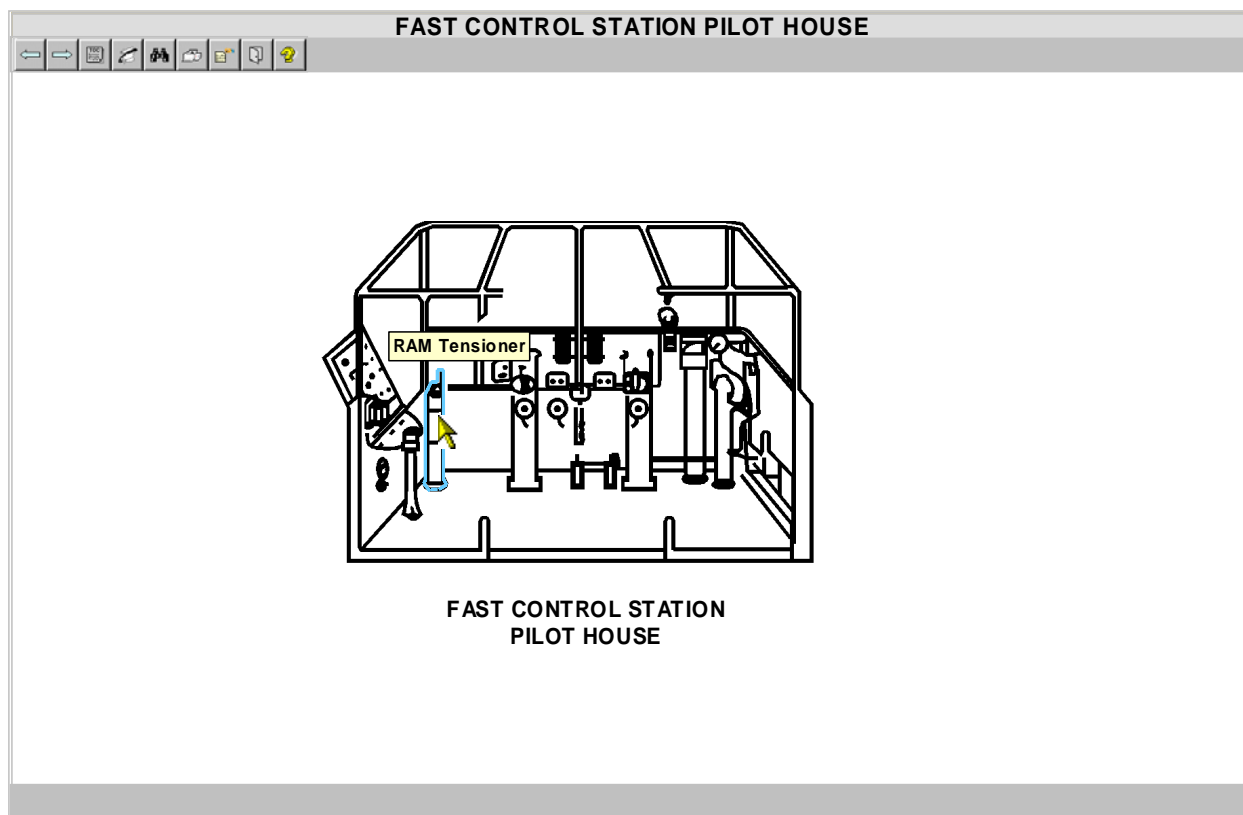 FAST CONTROL STATION PILOT HOUSE
RAM Tensioner
FAST CONTROL STATION
PILOT HOUSE